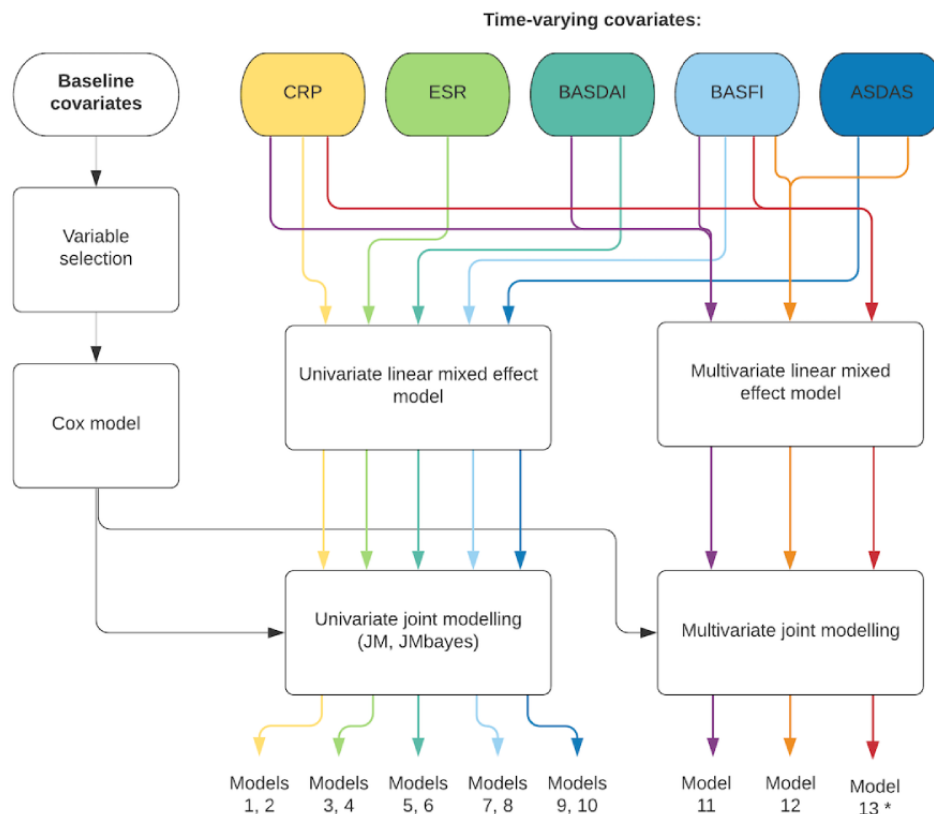 Time-varying covariates:
Baseline
covariates
CRP
ESR
BASDAI
BASFI
ASDAS
Variable
selection
Cox model
Univariate linear mixed effect
model
Multivariate linear mixed
effect model
Univariate joint modelling
(JM, JMbayes)
Multivariate joint modelling
Models
1, 2
Models
3, 4
Models
5, 6
Models
7, 8
Models
9, 10
Model
11
Model
12
Model
13 *